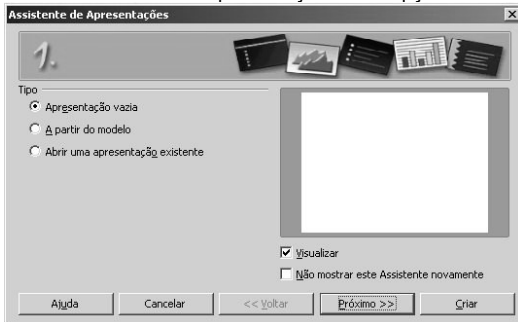 Assistente de Apresentações
1.
Tipo
Apresentação vazia
A partir do modelo
Abrir uma apresentação existente
Visualizar
Não mostrar este Assistente novamente
Ajuda Cancelar << Voltar Próximo >> Criar